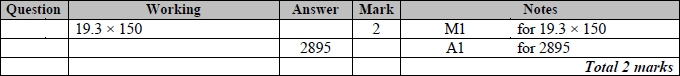 Question Working Answer Mark Notes
19.3 × 150 2 M1 for 19.3 × 150
2895 A1 for 2895
Total 2 marks